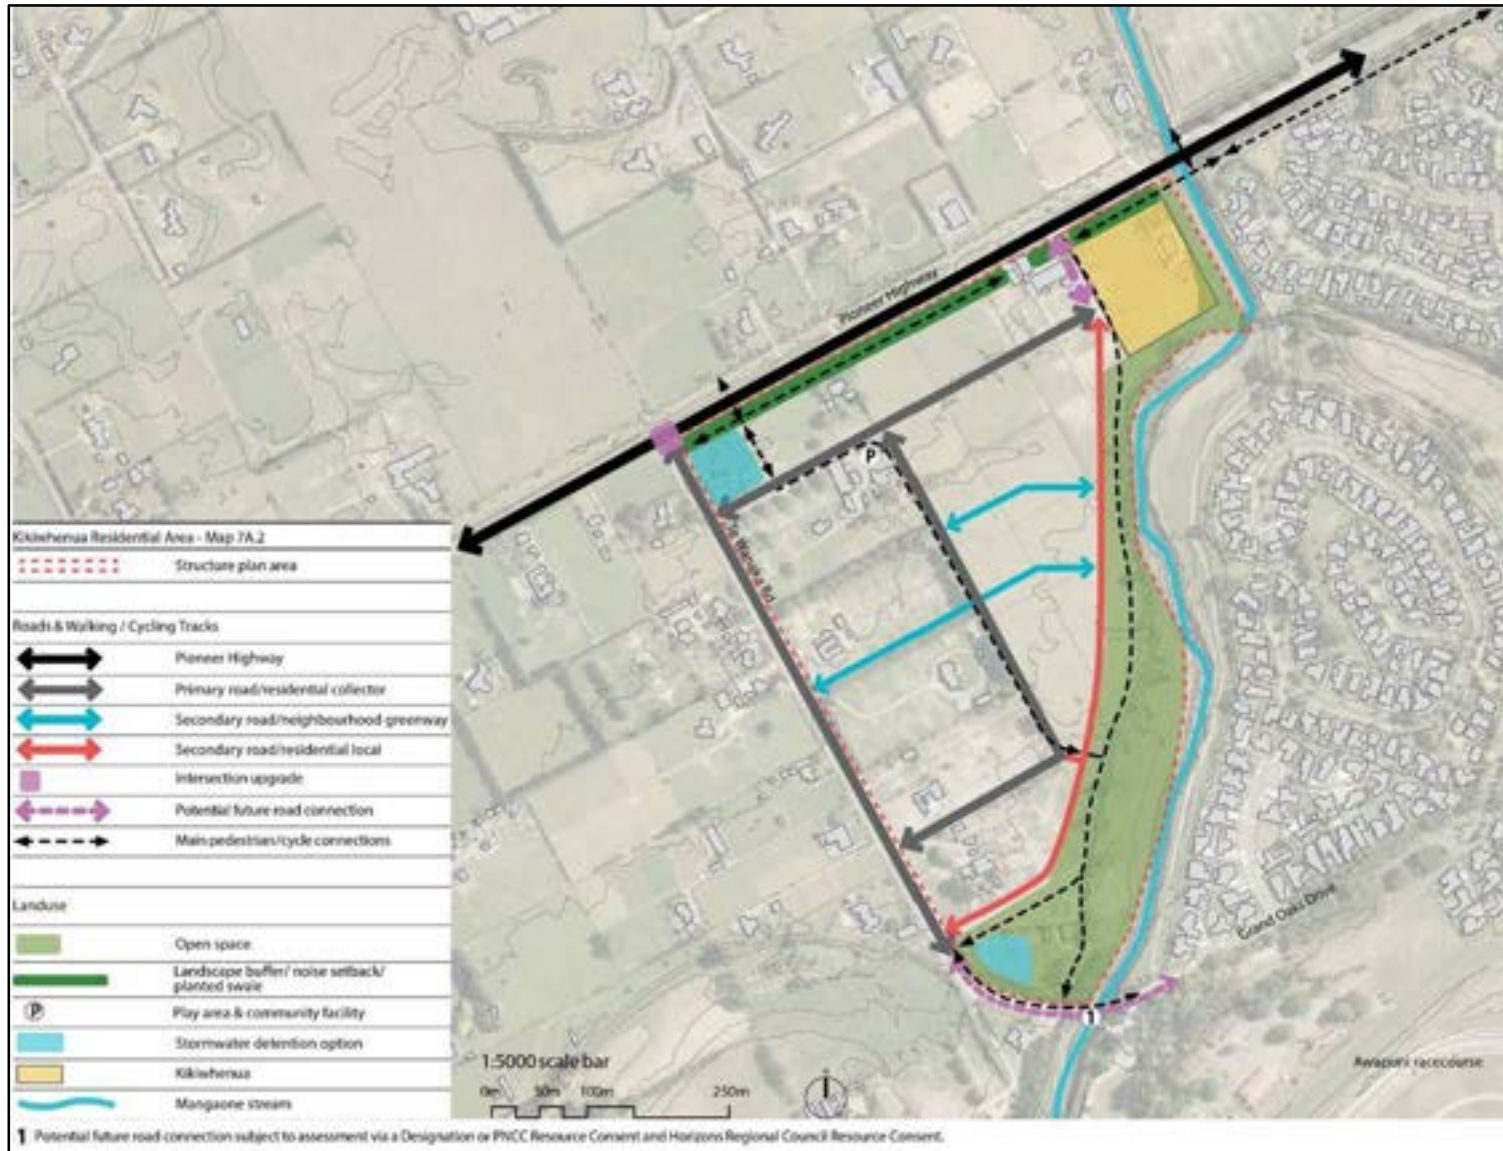 Pioneer Highway
P
Te Wanaka Rd
Kikiwhenua Residential Area - Map 7A.2
Structure plan area
Roads & Walking / Cycling Tracks
Pioneer Highway
Primary road/residential collector
Secondary road/neighbourhood greenway
Secondary road/residential local
Intersection upgrade
Potential future road connection
Main pedestrian/cycle connections
Landuse
Open space
Landscape buffer/ noise setback/
planted swale
P Play area & community facility
Stormwater detention option
Kikiwhenua
Mangaone stream
Grand Oaks Drive
1
Awapuni racecourse
1:5000 scale bar
0m 50m 100m 250m
1 Potential future road connection subject to assessment via a Designation or PNCC Resource Consent and Horizons Regional Council Resource Consent.